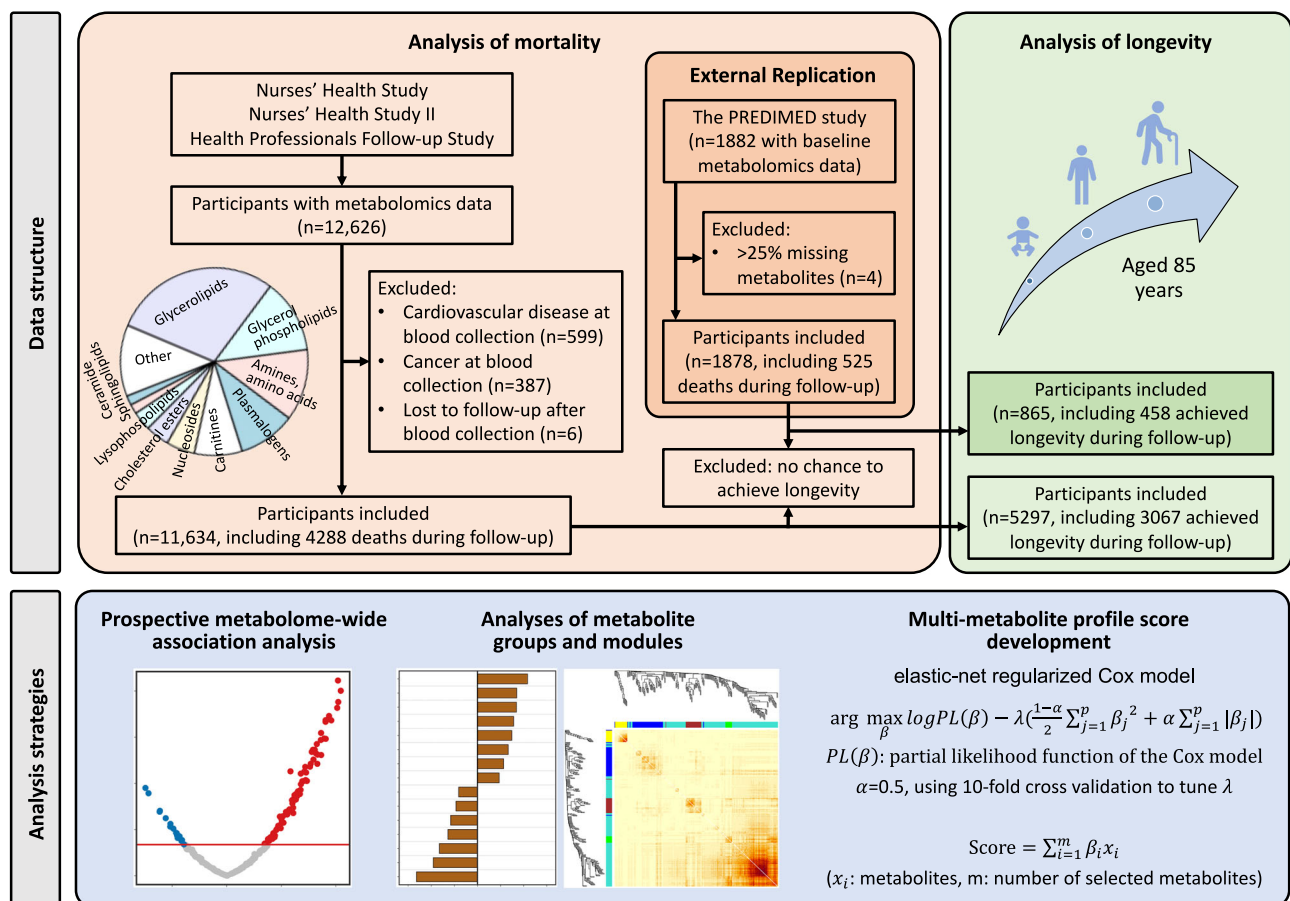 Data structure
Analysis of mortality
Nurses’ Health Study
Nurses’ Health Study II
Health Professionals Follow-up Study
Participants with metabolomics data
(n=12,626)
Glycerolipids
Glycerol
phospholipids
Amines,
amino acids
Plasmalogens
Carnitines
Nucleosides
Cholesterol esters
Lysophospolipids
Sphingolipids
Ceramide
Other
Excluded:
• Cardiovascular disease at
blood collection (n=599)
• Cancer at blood
collection (n=387)
• Lost to follow-up after
blood collection (n=6)
Participants included
(n=11,634, including 4288 deaths during follow-up)
External Replication
The PREDIMED study
(n=1882 with baseline
metabolomics data)
Excluded:
• >25% missing
metabolites (n=4)
Participants included
(n=1878, including 525
deaths during follow-up)
Excluded: no chance to
achieve longevity
Analysis of longevity
Aged 85
years
Participants included
(n=865, including 458 achieved
longevity during follow-up)
Participants included
(n=5297, including 3067 achieved
longevity during follow-up)
Analysis strategies
Prospective metabolome-wide
association analysis
Analyses of metabolite
groups and modules
Multi-metabolite profile score
development
elastic-net regularized Cox model
arg max_β logPL(β) − λ(\frac{1−α}{2} ∑_{j=1}^{p} β_j² + α ∑_{j=1}^{p} |β_j|)
PL(β): partial likelihood function of the Cox model
α=0.5, using 10-fold cross validation to tune λ
Score = ∑_{i=1}^{m} β_i x_i
(x_i: metabolites, m: number of selected metabolites)